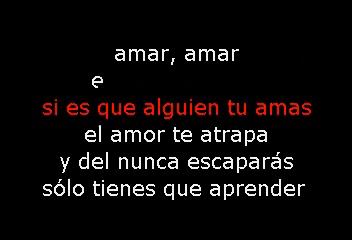 amar, amar
e
si es que alguien tu amas
el amor te atrapa
y del nunca escaparás
sólo tienes que aprender